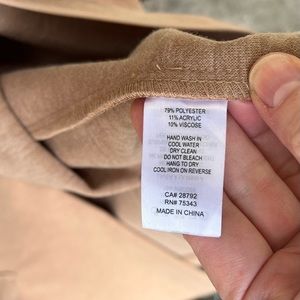 79% POLYESTER
11% ACRYLIC
10% VISCOSE
HAND WASH IN
COOL WATER
DRY CLEAN
DO NOT BLEACH
HANG TO DRY
COOL IRON ON REVERSE
CA# 28792
RN# 75343
MADE IN CHINA